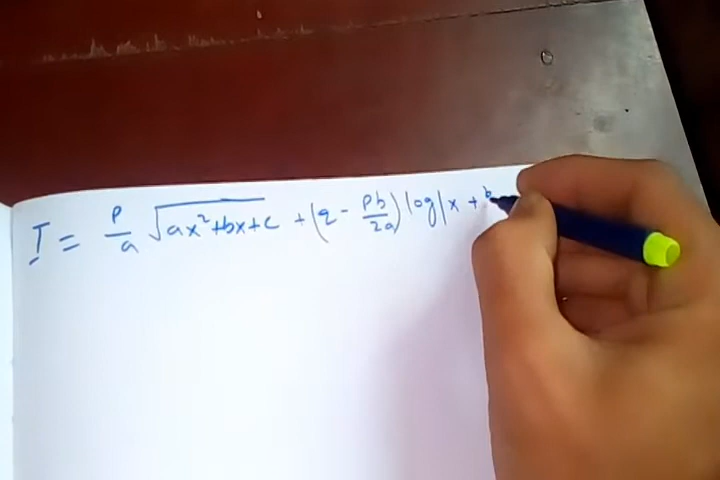 I = p/a √(ax²+bx+c) + (q - pb/2a) log|x + b